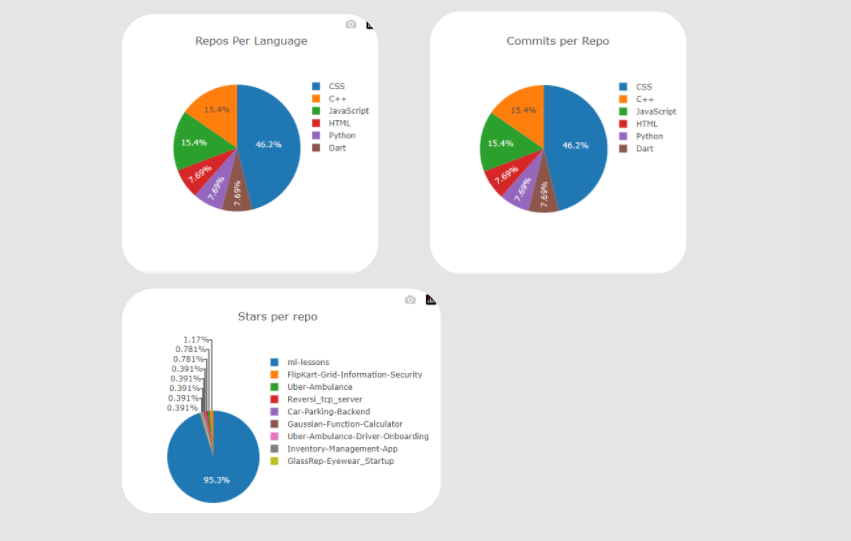 Repos Per Language
15.4%
15.4%
7.69%
7.69%
7.69%
46.2%
CSS
C++
JavaScript
HTML
Python
Dart
Commits per Repo
15.4%
15.4%
7.69%
7.69%
7.69%
46.2%
CSS
C++
JavaScript
HTML
Python
Dart
Stars per repo
1.17%
0.781%
0.781%
0.391%
0.391%
0.391%
0.391%
95.3%
ml-lessons
FlipKart-Grid-Information-Security
Uber-Ambulance
Reversi_tcp_server
Car-Parking-Backend
Gaussian-Function-Calculator
Uber-Ambulance-Driver-Onboarding
Inventory-Management-App
GlassRep-Eyewear_Startup